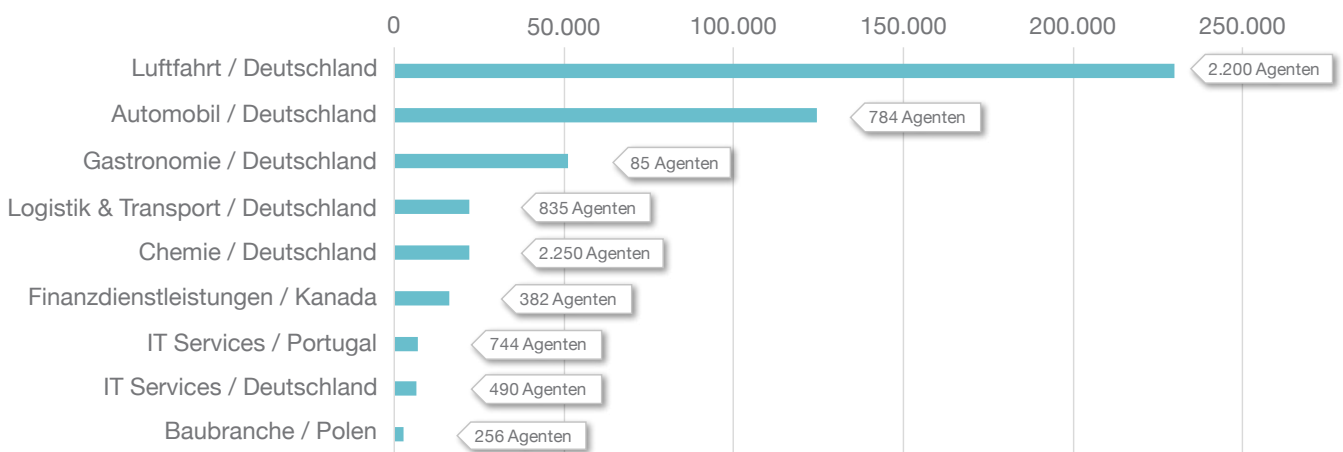 0 50.000 100.000 150.000 200.000 250.000
Luftfahrt / Deutschland 2.200 Agenten
Automobil / Deutschland 784 Agenten
Gastronomie / Deutschland 85 Agenten
Logistik & Transport / Deutschland 835 Agenten
Chemie / Deutschland 2.250 Agenten
Finanzdienstleistungen / Kanada 382 Agenten
IT Services / Portugal 744 Agenten
IT Services / Deutschland 490 Agenten
Baubranche / Polen 256 Agenten